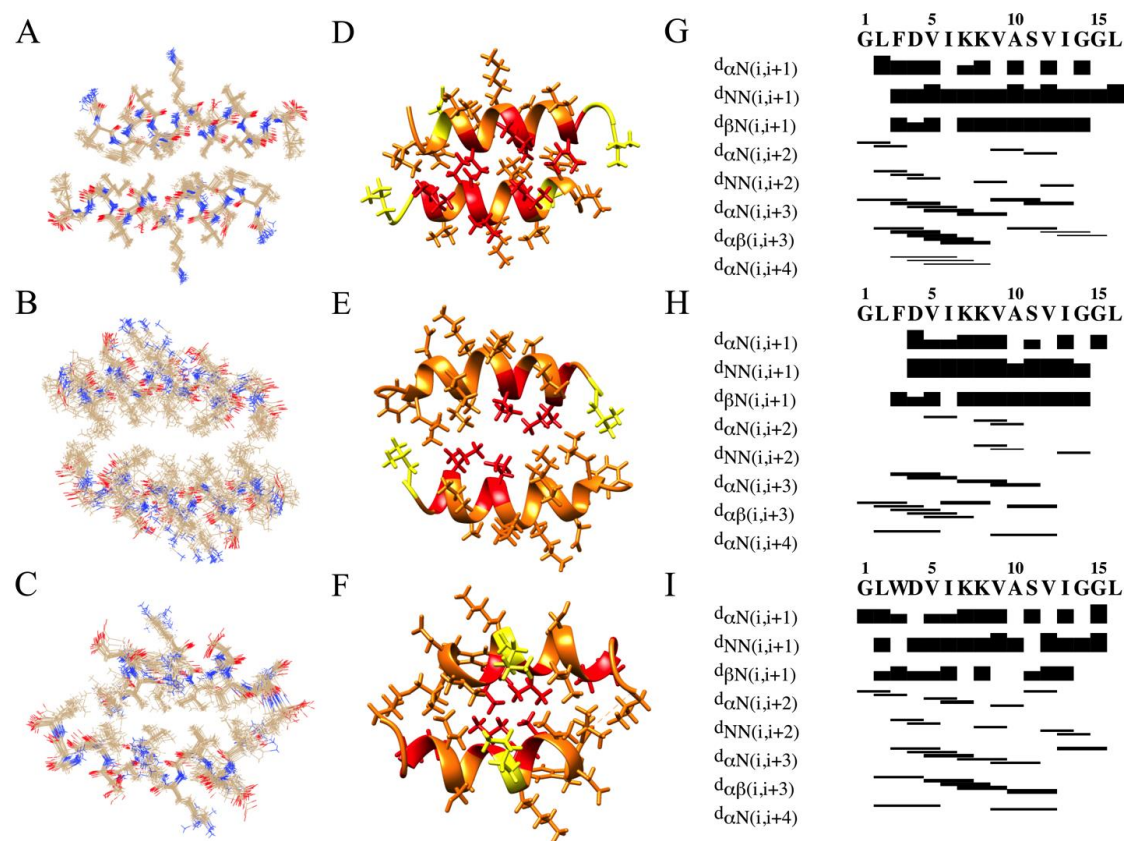 A
D
G
1 5 10 15
GLFDVIKKVASVIGGL
dαN(i,i+1)
dNN(i,i+1)
dβN(i,i+1)
dαN(i,i+2)
dNN(i,i+2)
dαN(i,i+3)
dαβ(i,i+3)
dαN(i,i+4)
B
E
H
1 5 10 15
GLFDVIKKVASVIGGL
dαN(i,i+1)
dNN(i,i+1)
dβN(i,i+1)
dαN(i,i+2)
dNN(i,i+2)
dαN(i,i+3)
dαβ(i,i+3)
dαN(i,i+4)
C
F
I
1 5 10 15
GLWDVIKKVASVIGGL
dαN(i,i+1)
dNN(i,i+1)
dβN(i,i+1)
dαN(i,i+2)
dNN(i,i+2)
dαN(i,i+3)
dαβ(i,i+3)
dαN(i,i+4)